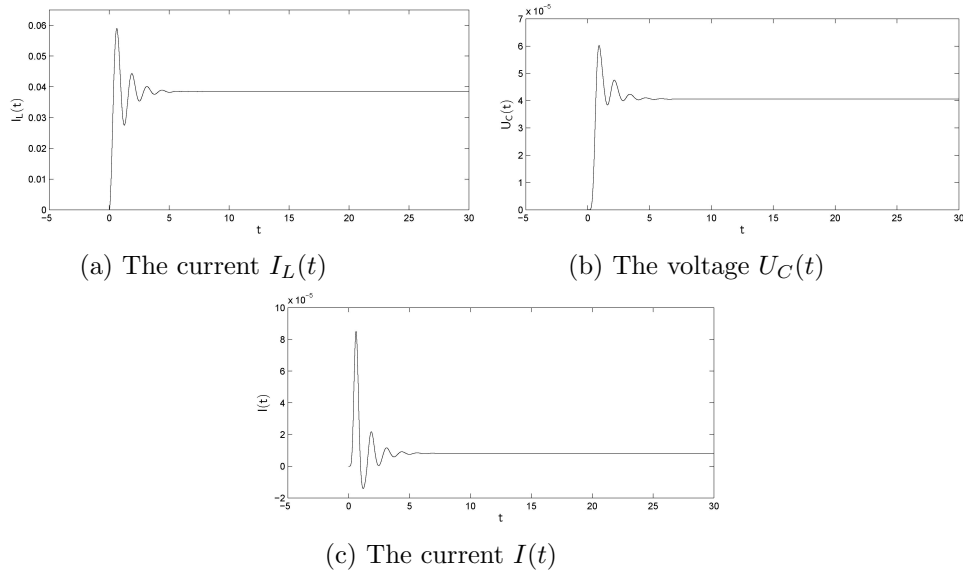 0.06
0.05
0.04
0.03
0.02
0.01
0
I_L(t)
−5 0 5 10 15 20 25 30
t
(a) The current I_L(t)
x 10⁻⁵
7
6
5
4
3
2
1
0
U_C(t)
−5 0 5 10 15 20 25 30
t
(b) The voltage U_C(t)
x 10⁻⁵
10
8
6
4
2
0
−2
I(t)
−5 0 5 10 15 20 25 30
t
(c) The current I(t)